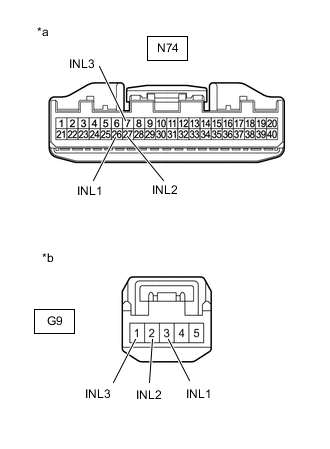 *a
N74
INL3
1 2 3 4 5 6 7 8 9 10 11 12 13 14 15 16 17 18 19 20
21 22 23 24 25 26 27 28 29 30 31 32 33 34 35 36 37 38 39 40
INL1 INL2
*b
G9
1 2 3 4 5
INL3 INL2 INL1